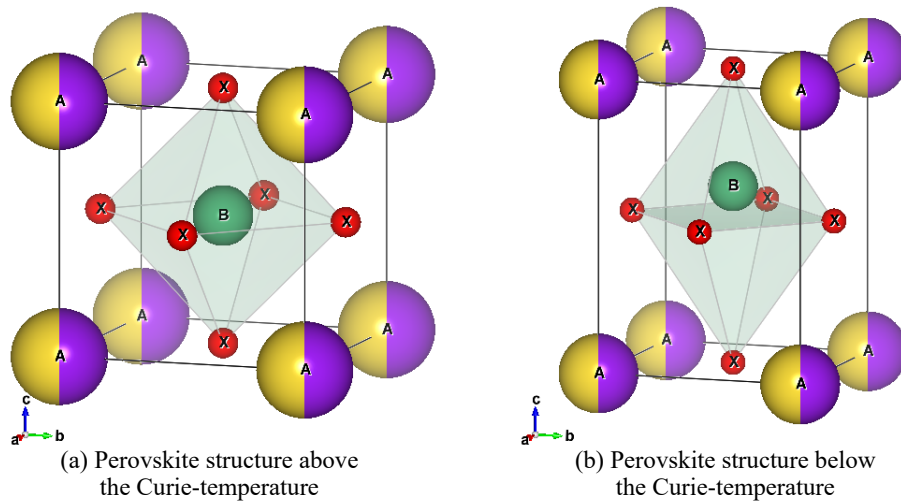 A A A A
A A A A
X X
A A A A
X X X X
B B
X X X X
A A A A
X X
A A A A
c c
a b a b
(a) Perovskite structure above
the Curie-temperature
(b) Perovskite structure below
the Curie-temperature